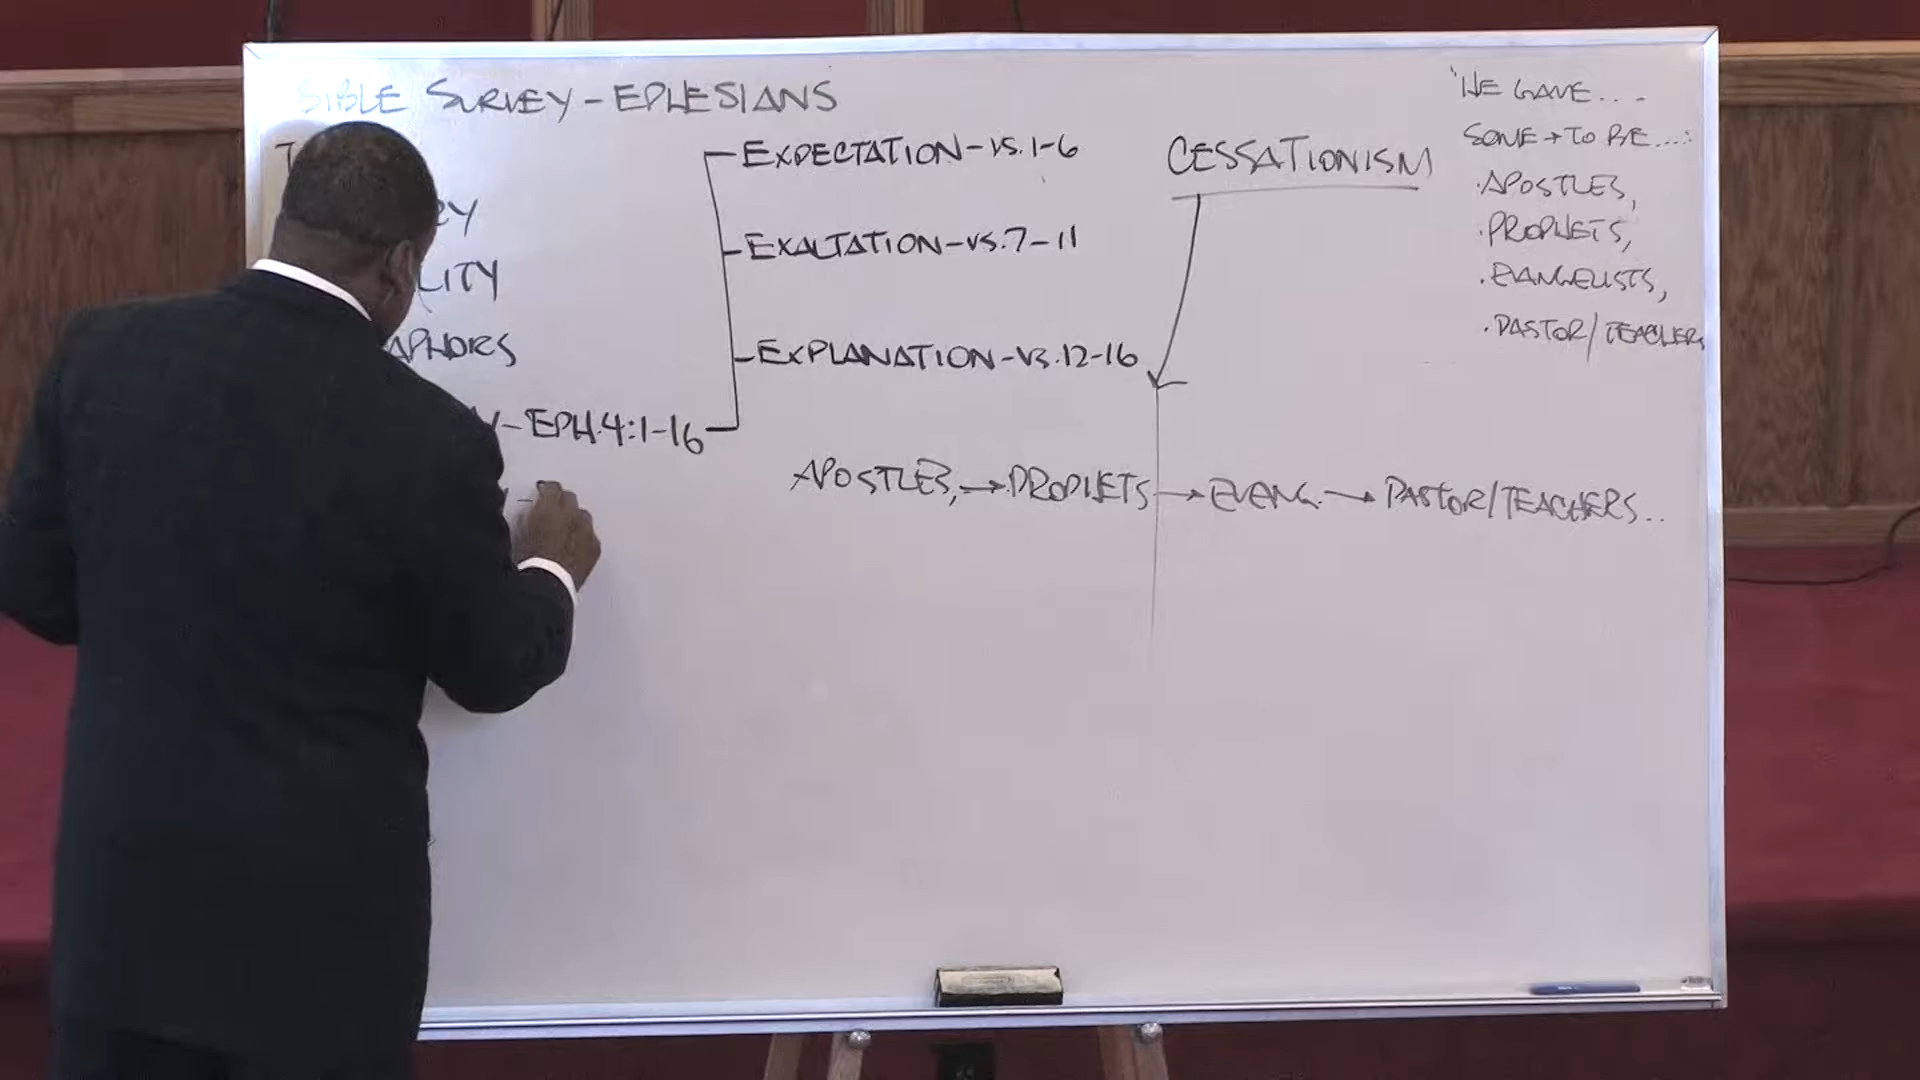 BIBLE SURVEY - EPHESIANS
EXPECTATION - VS. 1-6
EXALTATION - VS. 7-11
LITY
APHORS
EXPLANATION - VS. 12-16
- EPH. 4:1-16
CESSATIONISM
APOSTLES, → PROPHETS → EVANG. → PASTOR/TEACHERS..
"HE GAVE....
SOME → TO BE....:
·APOSTLES,
·PROPHETS,
·EVANGELISTS,
·PASTOR/TEACHERS